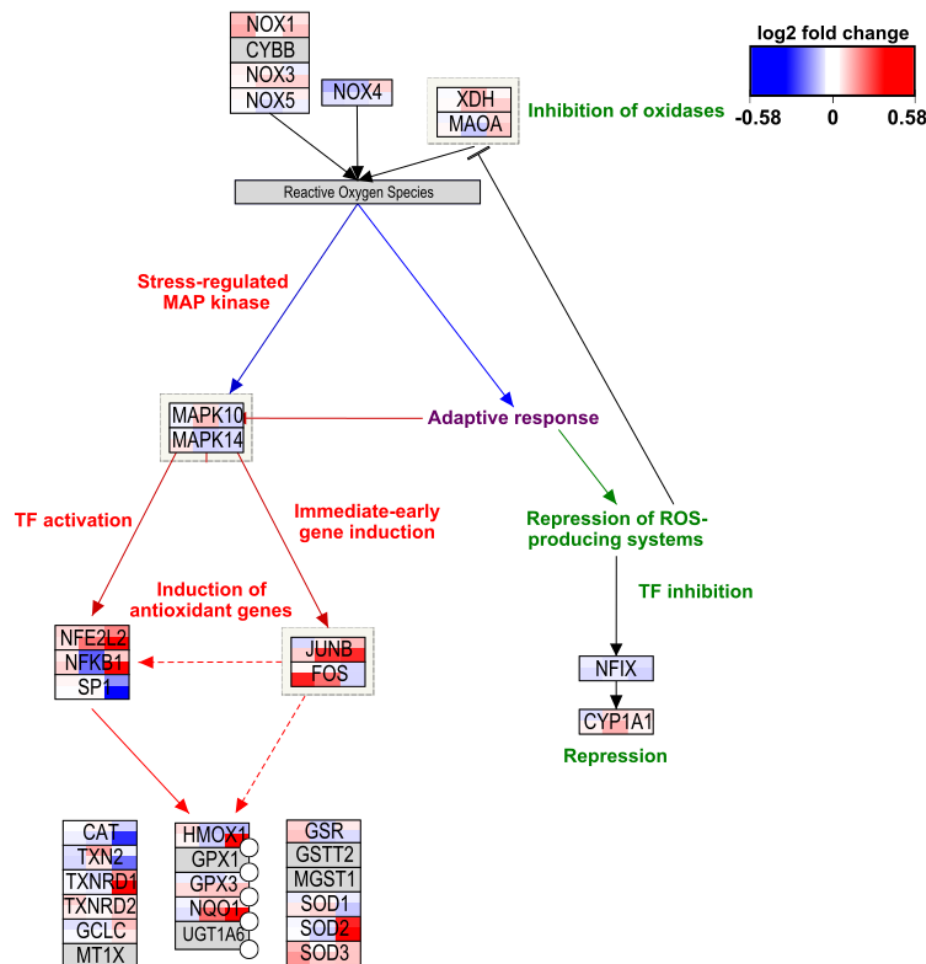 NOX1
CYBB
NOX3
NOX5
NOX4
XDH
MAOA
Inhibition of oxidases
log2 fold change
-0.58 0 0.58
Reactive Oxygen Species
Stress-regulated
MAP kinase
MAPK10
MAPK14
Adaptive response
TF activation
Immediate-early
gene induction
Repression of ROS-
producing systems
Induction of
antioxidant genes
TF inhibition
NFE2L2
NFKB1
SP1
JUNB
FOS
NFIX
CYP1A1
Repression
CAT
TXN2
TXNRD1
TXNRD2
GCLC
MT1X
HMOX1
GPX1
GPX3
NQO1
UGT1A6
GSR
GSTT2
MGST1
SOD1
SOD2
SOD3